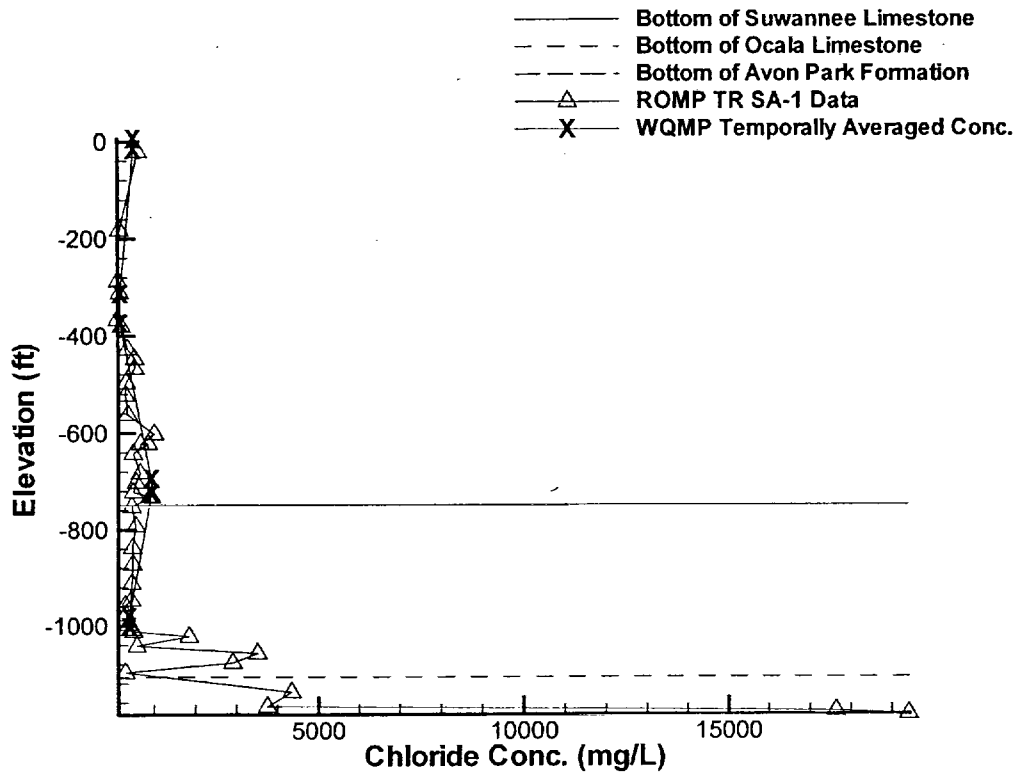 Bottom of Suwannee Limestone
Bottom of Ocala Limestone
Bottom of Avon Park Formation
ROMP TR SA-1 Data
WQMP Temporally Averaged Conc.
0
-200
-400
-600
-800
-1000
Elevation (ft)
5000
10000
15000
Chloride Conc. (mg/L)